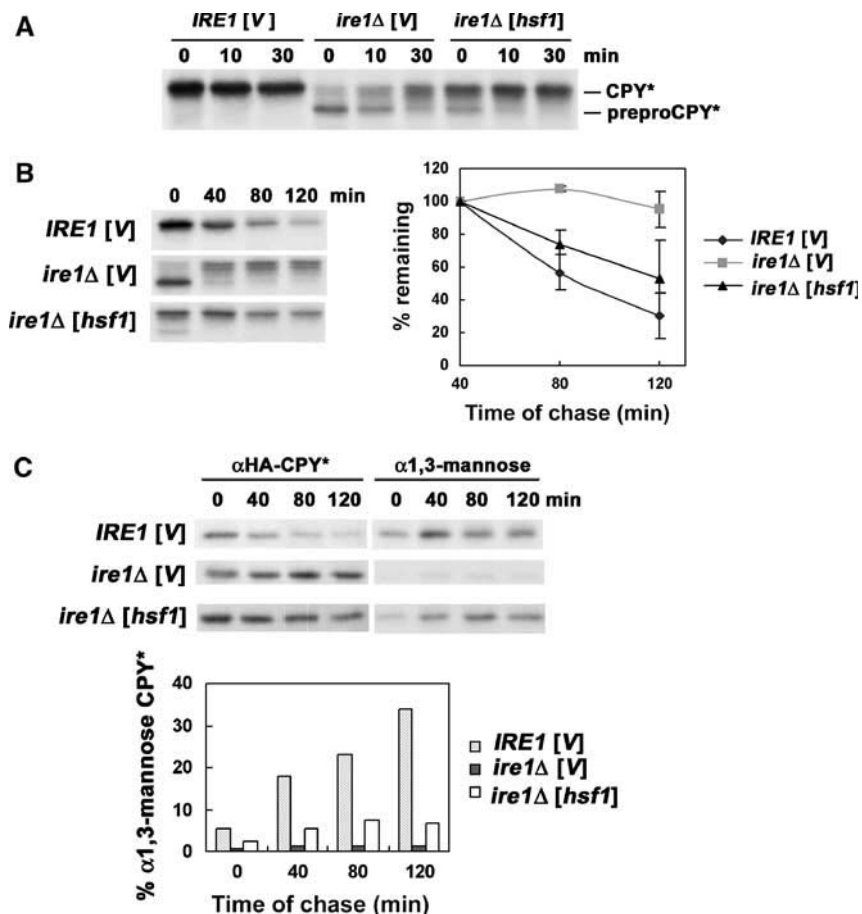 A
IRE1 [V] ire1Δ [V] ire1Δ [hsf1]
0 10 30 0 10 30 0 10 30 min
CPY*
preproCPY*
B
0 40 80 120 min
IRE1 [V]
ire1Δ [V]
ire1Δ [hsf1]
% remaining
120
100
80
60
40
20
0
40 80 120
Time of chase (min)
IRE1 [V]
ire1Δ [V]
ire1Δ [hsf1]
C
αHA-CPY* α1,3-mannose
0 40 80 120 0 40 80 120 min
IRE1 [V]
ire1Δ [V]
ire1Δ [hsf1]
% α1,3-mannose CPY*
40
30
20
10
0
0 40 80 120
Time of chase (min)
IRE1 [V]
ire1Δ [V]
ire1Δ [hsf1]